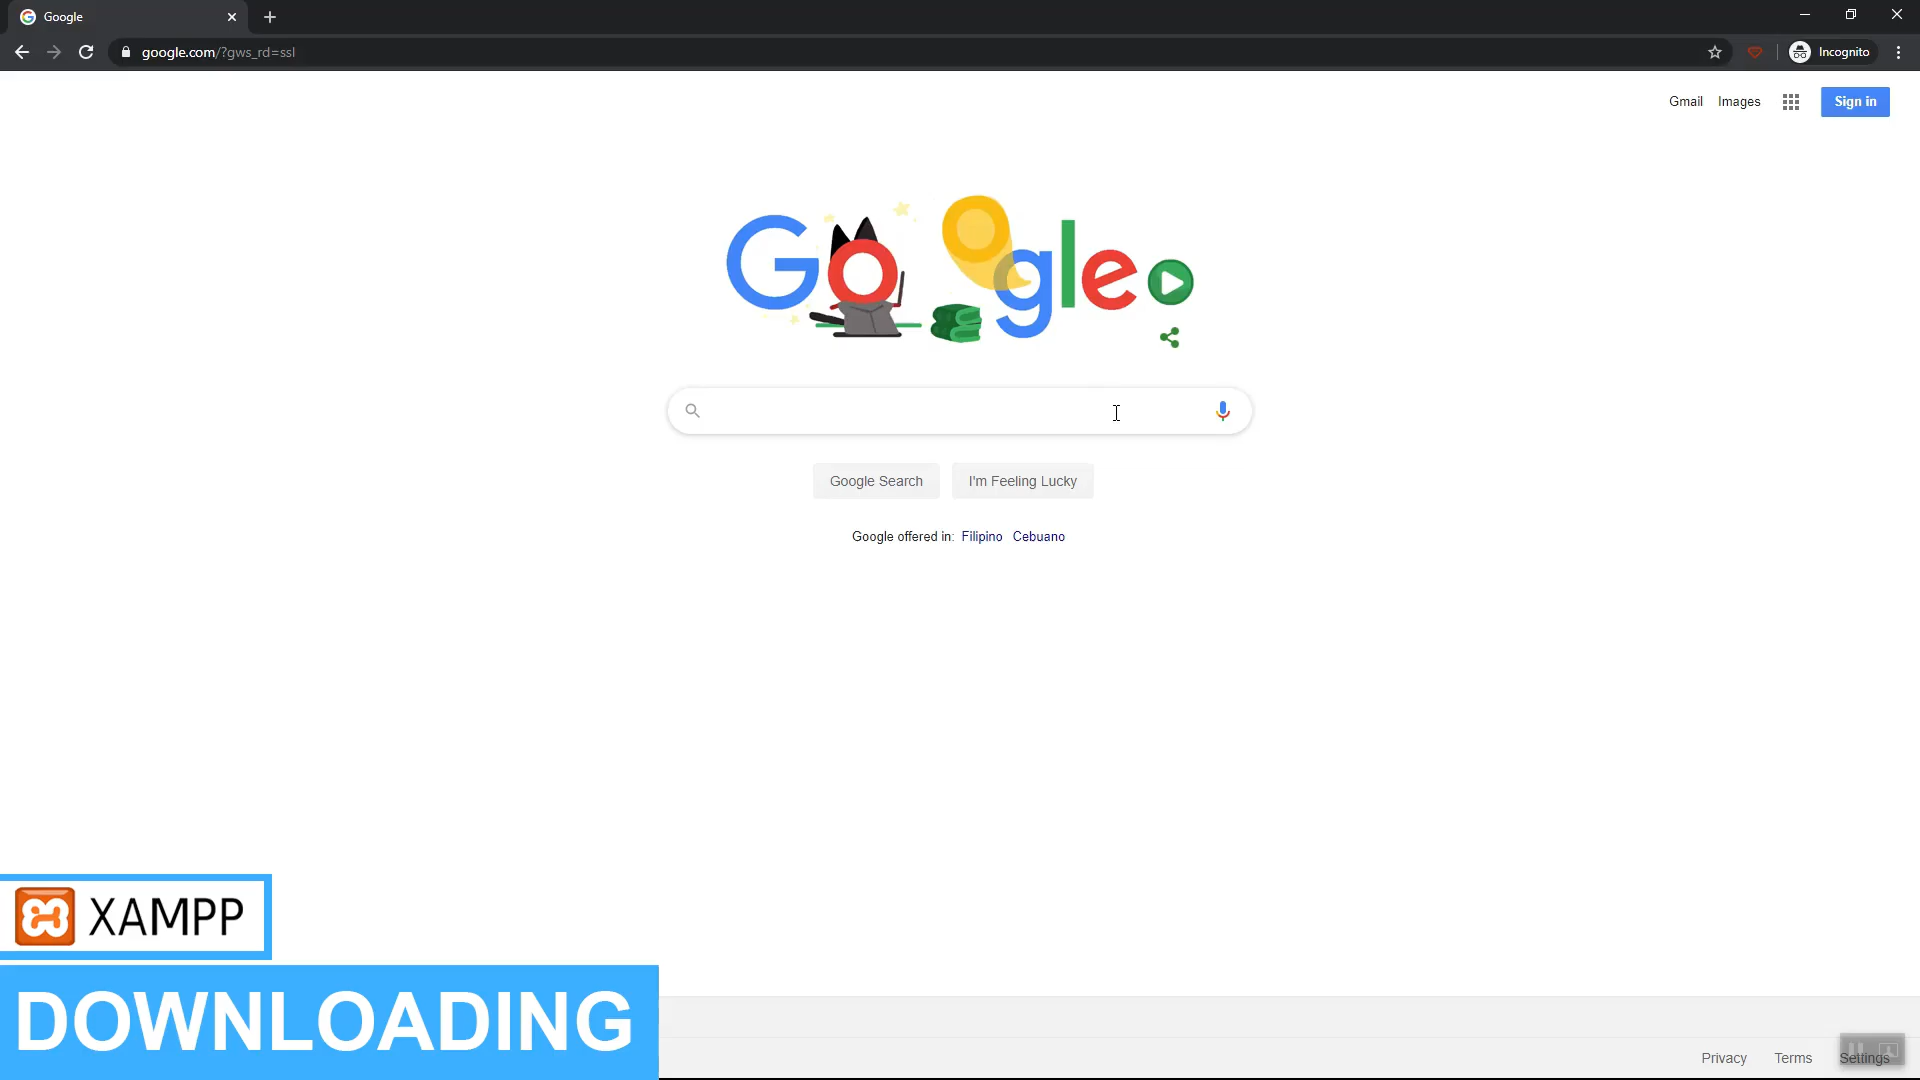 Google
google.com/?gws_rd=ssl
Incognito
Gmail Images Sign in
Google
Google Search I'm Feeling Lucky
Google offered in: Filipino Cebuano
XAMPP
DOWNLOADING
Privacy Terms Settings